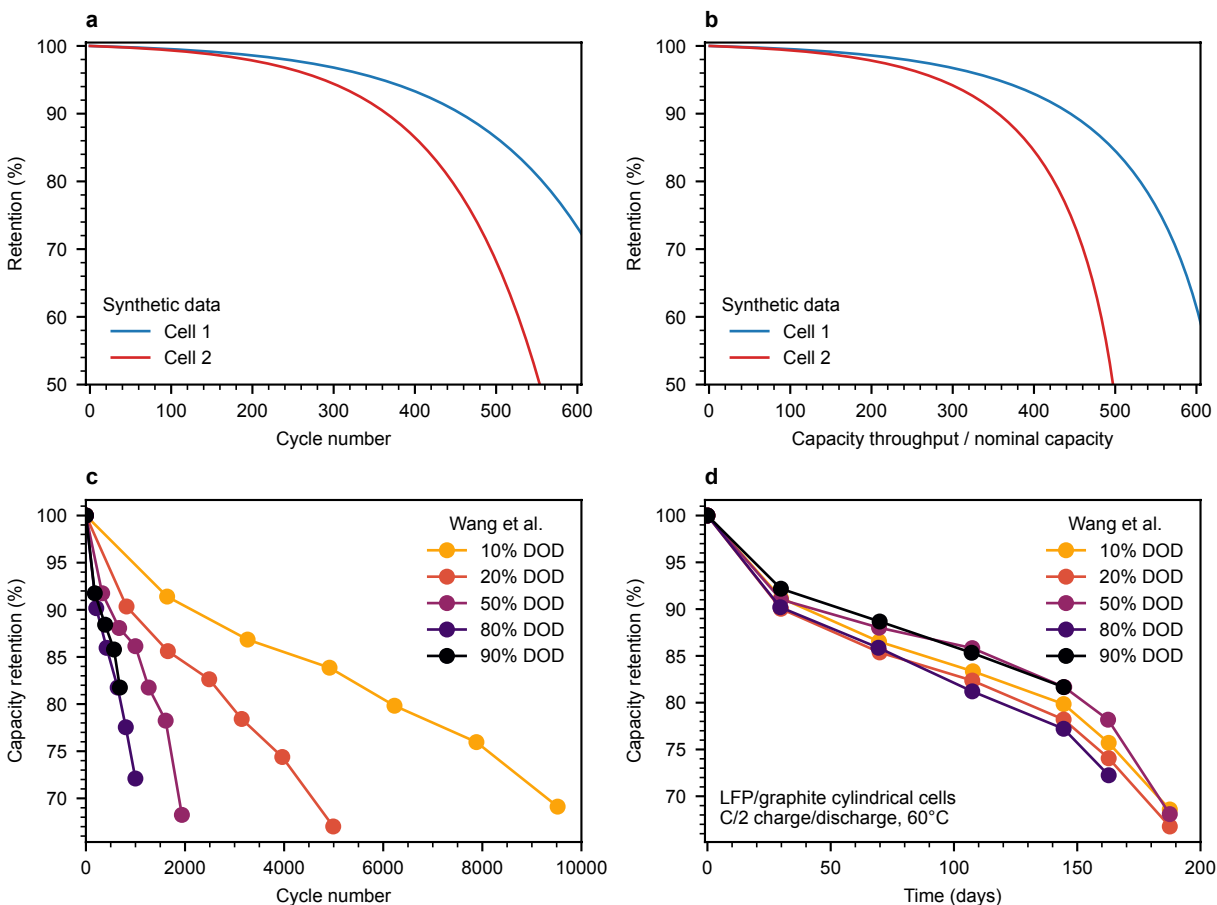 a
100
90
80
70
60
50
Retention (%)
Synthetic data
Cell 1
Cell 2
0 100 200 300 400 500 600
Cycle number
b
100
90
80
70
60
50
Retention (%)
Synthetic data
Cell 1
Cell 2
0 100 200 300 400 500 600
Capacity throughput / nominal capacity
c
100
95
90
85
80
75
70
Capacity retention (%)
Wang et al.
10% DOD
20% DOD
50% DOD
80% DOD
90% DOD
0 2000 4000 6000 8000 10000
Cycle number
d
100
95
90
85
80
75
70
Capacity retention (%)
Wang et al.
10% DOD
20% DOD
50% DOD
80% DOD
90% DOD
LFP/graphite cylindrical cells
C/2 charge/discharge, 60°C
0 50 100 150 200
Time (days)